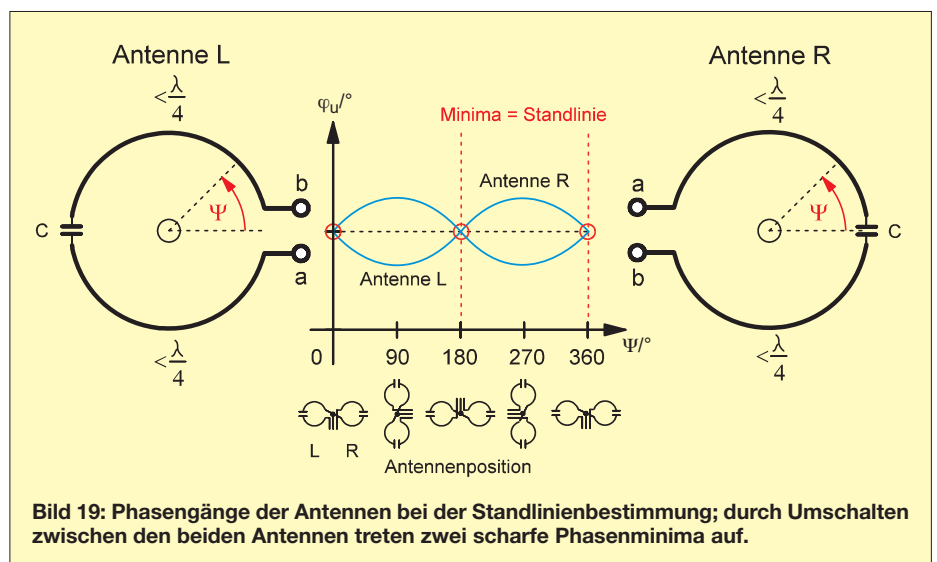 Antenne L
< λ/4
b
Ψ
C
a
< λ/4
φu/°
Minima = Standlinie
Antenne R
Antenne L
0 90 180 270 360 Ψ/°
L R
Antennenposition
Antenne R
< λ/4
a
Ψ
C
b
< λ/4
Bild 19: Phasengänge der Antennen bei der Standlinienbestimmung; durch Umschalten
zwischen den beiden Antennen treten zwei scharfe Phasenminima auf.